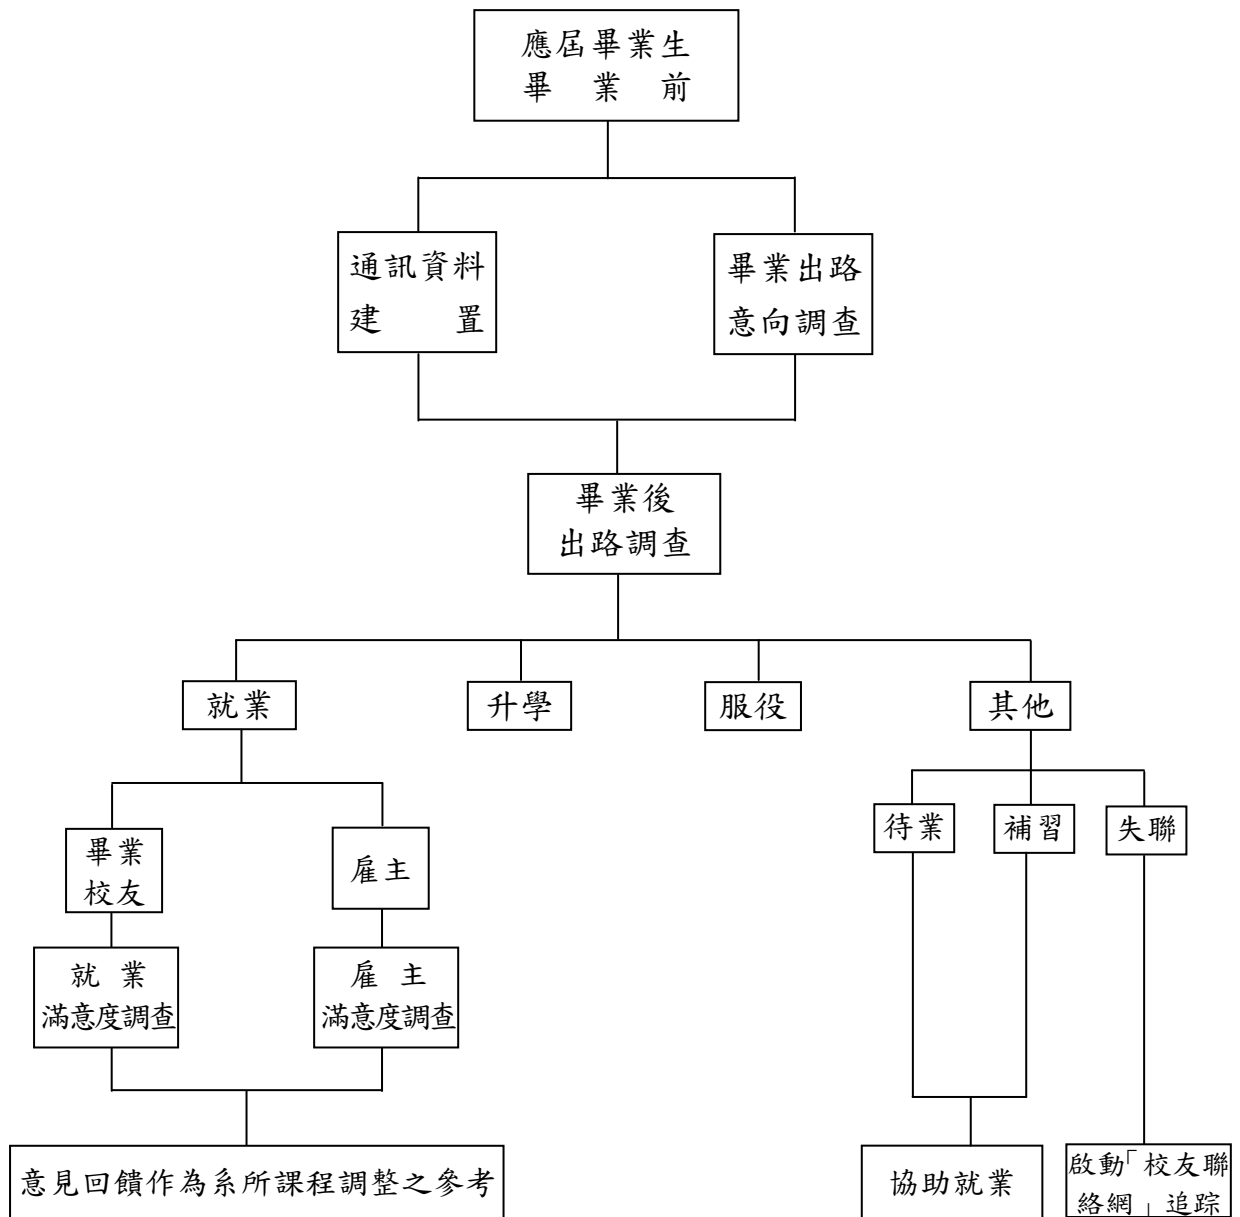 應屆畢業生
畢業前
通訊資料
建置
畢業出路
意向調查
畢業後
出路調查
就業
升學
服役
其他
待業
補習
失聯
畢業
校友
雇主
就業
滿意度調查
雇主
滿意度調查
意見回饋作為系所課程調整之參考
協助就業
啟動「校友聯
絡網」追踪